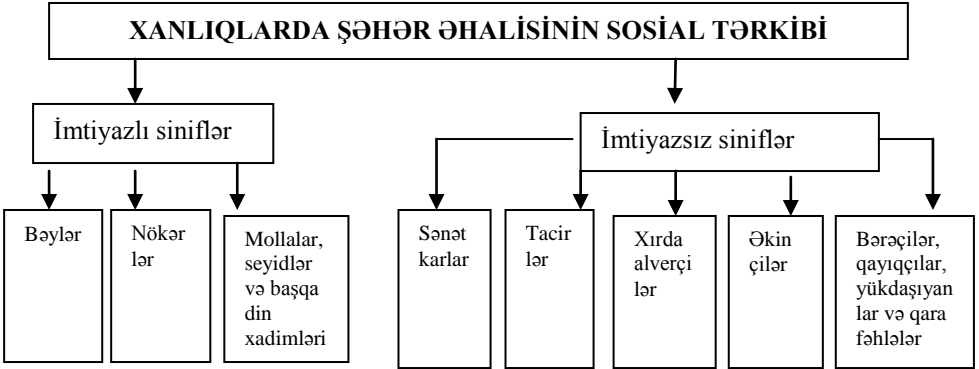 XANLIQLARDA ŞƏHƏR ƏHALİSİNİN SOSİAL TƏRKİBİ
İmtiyazlı siniflər
İmtiyazsız siniflər
Bəylər
Nökər
lər
Mollalar,
seyidlər
və başqa
din
xadimləri
Sənət
karlar
Tacir
lər
Xırda
alverçi
lər
Əkin
çilər
Bərəçilər,
qayıqçılar,
yükdaşıyan
lar və qara
fəhlələr